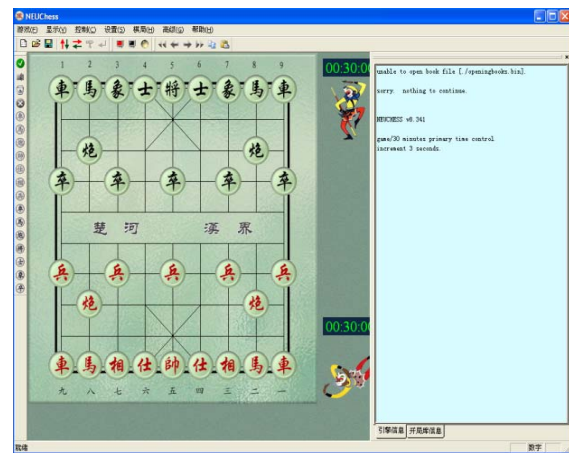 NEUChess
游戏(F) 显示(V) 控制(C) 设置(S) 棋局(M) 高级(G) 帮助(H)
1 2 3 4 5 6 7 8 9
00:30:00
車 馬 象 士 将 士 象 馬 車
炮 炮
卒 卒 卒 卒 卒
楚 河 漢 界
兵 兵 兵 兵 兵
炮 炮
車 馬 相 仕 帥 仕 相 馬 車
九 八 七 六 五 四 三 二 一
00:30:00
unable to open book file [./openingbooks.bin].
sorry. nothing to continue.
NEUCHESS v0.341
game/30 minutes primary time control
increment 3 seconds.
引擎信息 开局库信息
就绪
数字